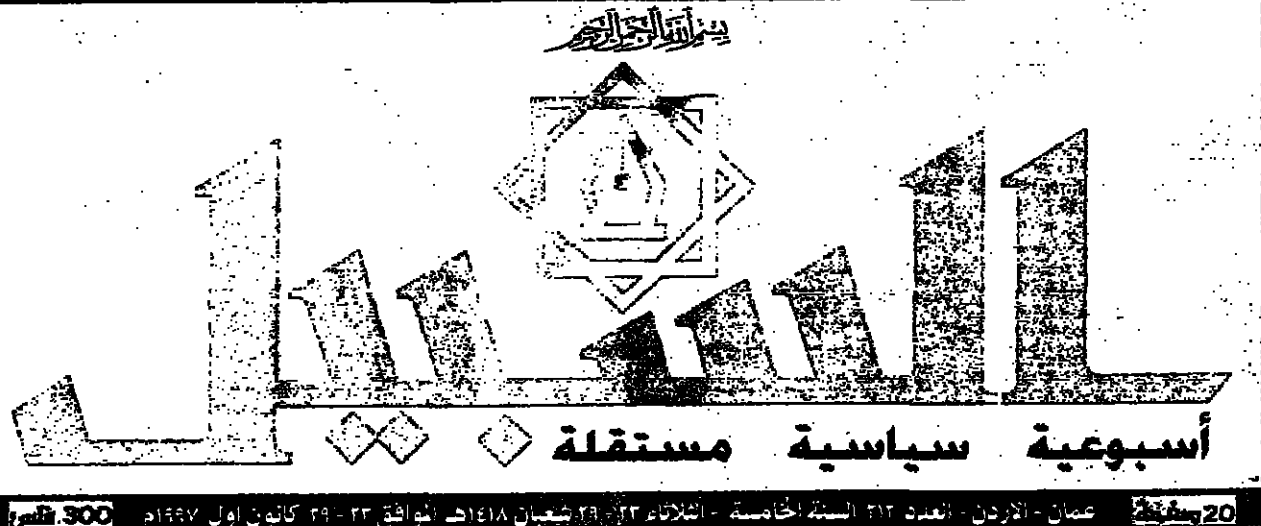 بسم الله الرحمن الرحيم
السبيل
أسبوعية سياسية مستقلة
20 صفحة عمان - الاردن - العدد ٢١٢ السنة الخامسة - الثلاثاء ٢٣ - ٢٩ شعبان ١٤١٨هـ الموافق ٢٣ - ٢٩ كانون اول ١٩٩٧م 300 فلس